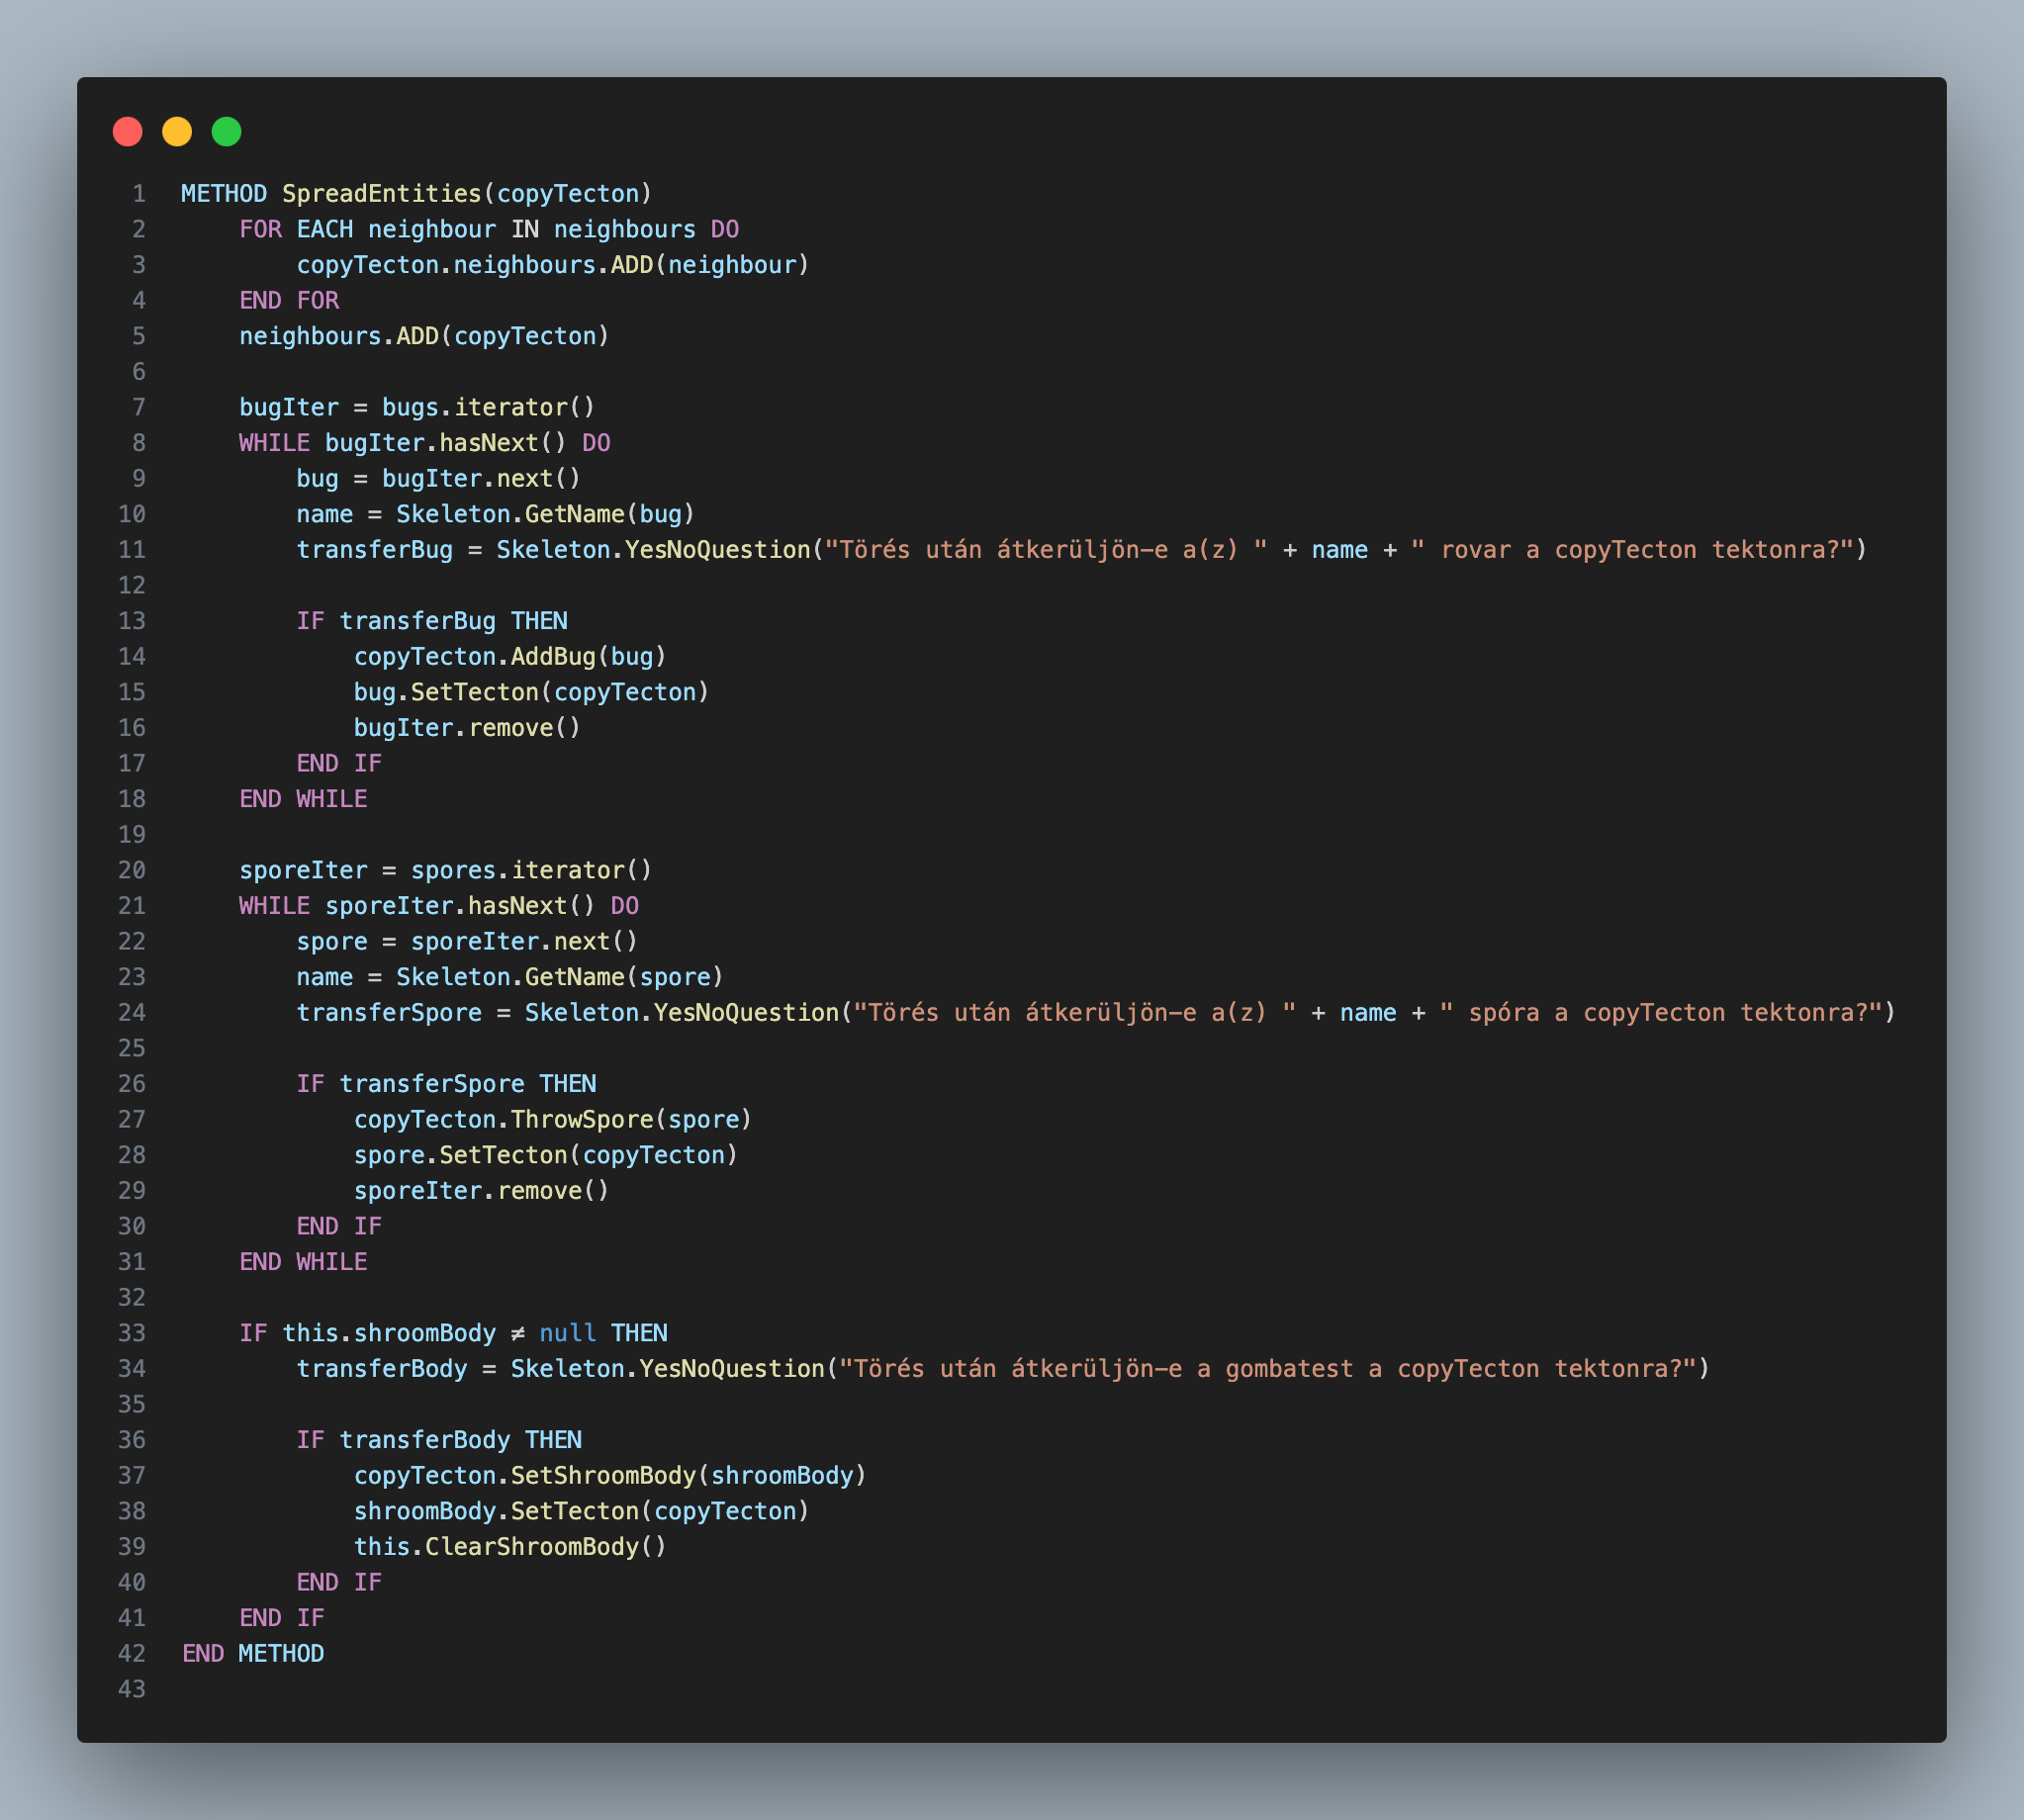 1 METHOD SpreadEntities(copyTecton)
2     FOR EACH neighbour IN neighbours DO
3         copyTecton.neighbours.ADD(neighbour)
4     END FOR
5     neighbours.ADD(copyTecton)
6
7     bugIter = bugs.iterator()
8     WHILE bugIter.hasNext() DO
9         bug = bugIter.next()
10         name = Skeleton.GetName(bug)
11         transferBug = Skeleton.YesNoQuestion("Törés után átkerüljön-e a(z) " + name + " rovar a copyTecton tektonra?")
12
13         IF transferBug THEN
14             copyTecton.AddBug(bug)
15             bug.SetTecton(copyTecton)
16             bugIter.remove()
17         END IF
18     END WHILE
19
20     sporeIter = spores.iterator()
21     WHILE sporeIter.hasNext() DO
22         spore = sporeIter.next()
23         name = Skeleton.GetName(spore)
24         transferSpore = Skeleton.YesNoQuestion("Törés után átkerüljön-e a(z) " + name + " spóra a copyTecton tektonra?")
25
26         IF transferSpore THEN
27             copyTecton.ThrowSpore(spore)
28             spore.SetTecton(copyTecton)
29             sporeIter.remove()
30         END IF
31     END WHILE
32
33     IF this.shroomBody ≠ null THEN
34         transferBody = Skeleton.YesNoQuestion("Törés után átkerüljön-e a gombatest a copyTecton tektonra?")
35
36         IF transferBody THEN
37             copyTecton.SetShroomBody(shroomBody)
38             shroomBody.SetTecton(copyTecton)
39             this.ClearShroomBody()
40         END IF
41     END IF
42 END METHOD
43